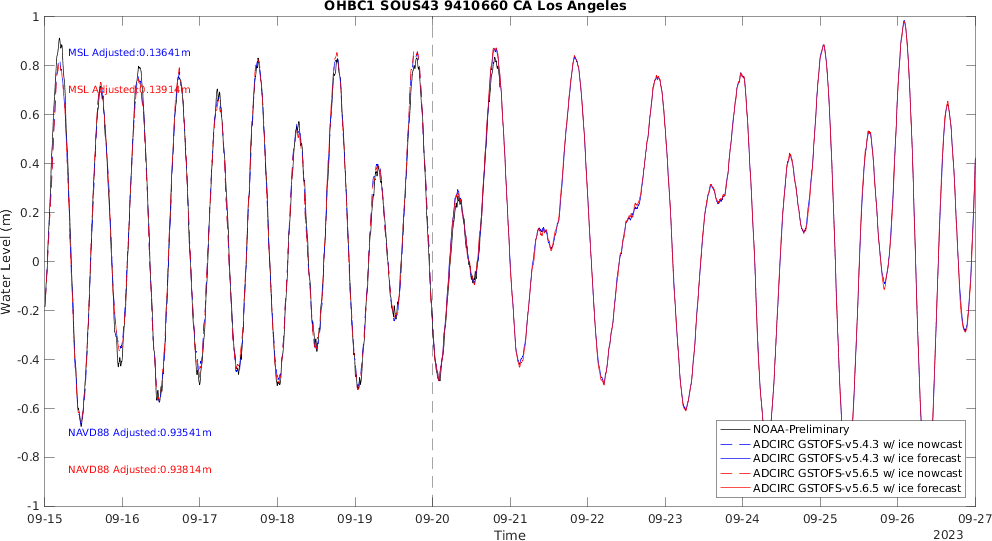 OHBC1 SOUS43 9410660 CA Los Angeles
MSL Adjusted:0.13641m
MSL Adjusted:0.13914m
NAVD88 Adjusted:0.93541m
NAVD88 Adjusted:0.93814m
Water Level (m)
0.8
0.6
0.4
0.2
0
-0.2
-0.4
-0.6
-0.8
-1
NOAA-Preliminary
ADCIRC GSTOFS-v5.4.3 w/ ice nowcast
ADCIRC GSTOFS-v5.4.3 w/ ice forecast
ADCIRC GSTOFS-v5.6.5 w/ ice nowcast
ADCIRC GSTOFS-v5.6.5 w/ ice forecast
09-15 09-16 09-17 09-18 09-19 09-20 09-21 09-22 09-23 09-24 09-25 09-26 09-27
Time
2023
1